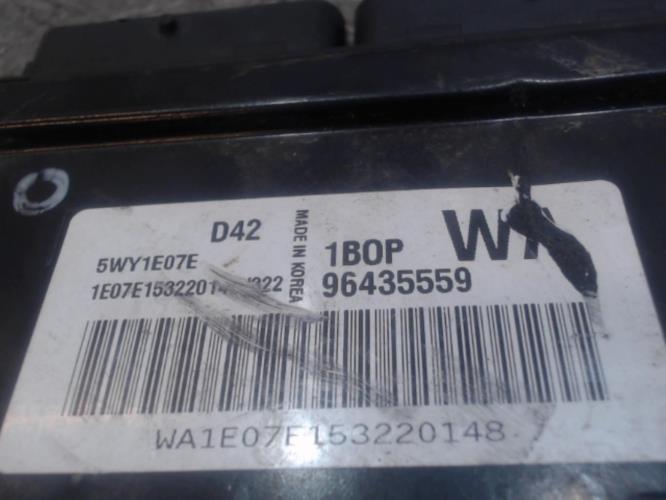 D42
MADE IN KOREA
1BOP
5WY1E07E
96435559
WA1E07E153220148